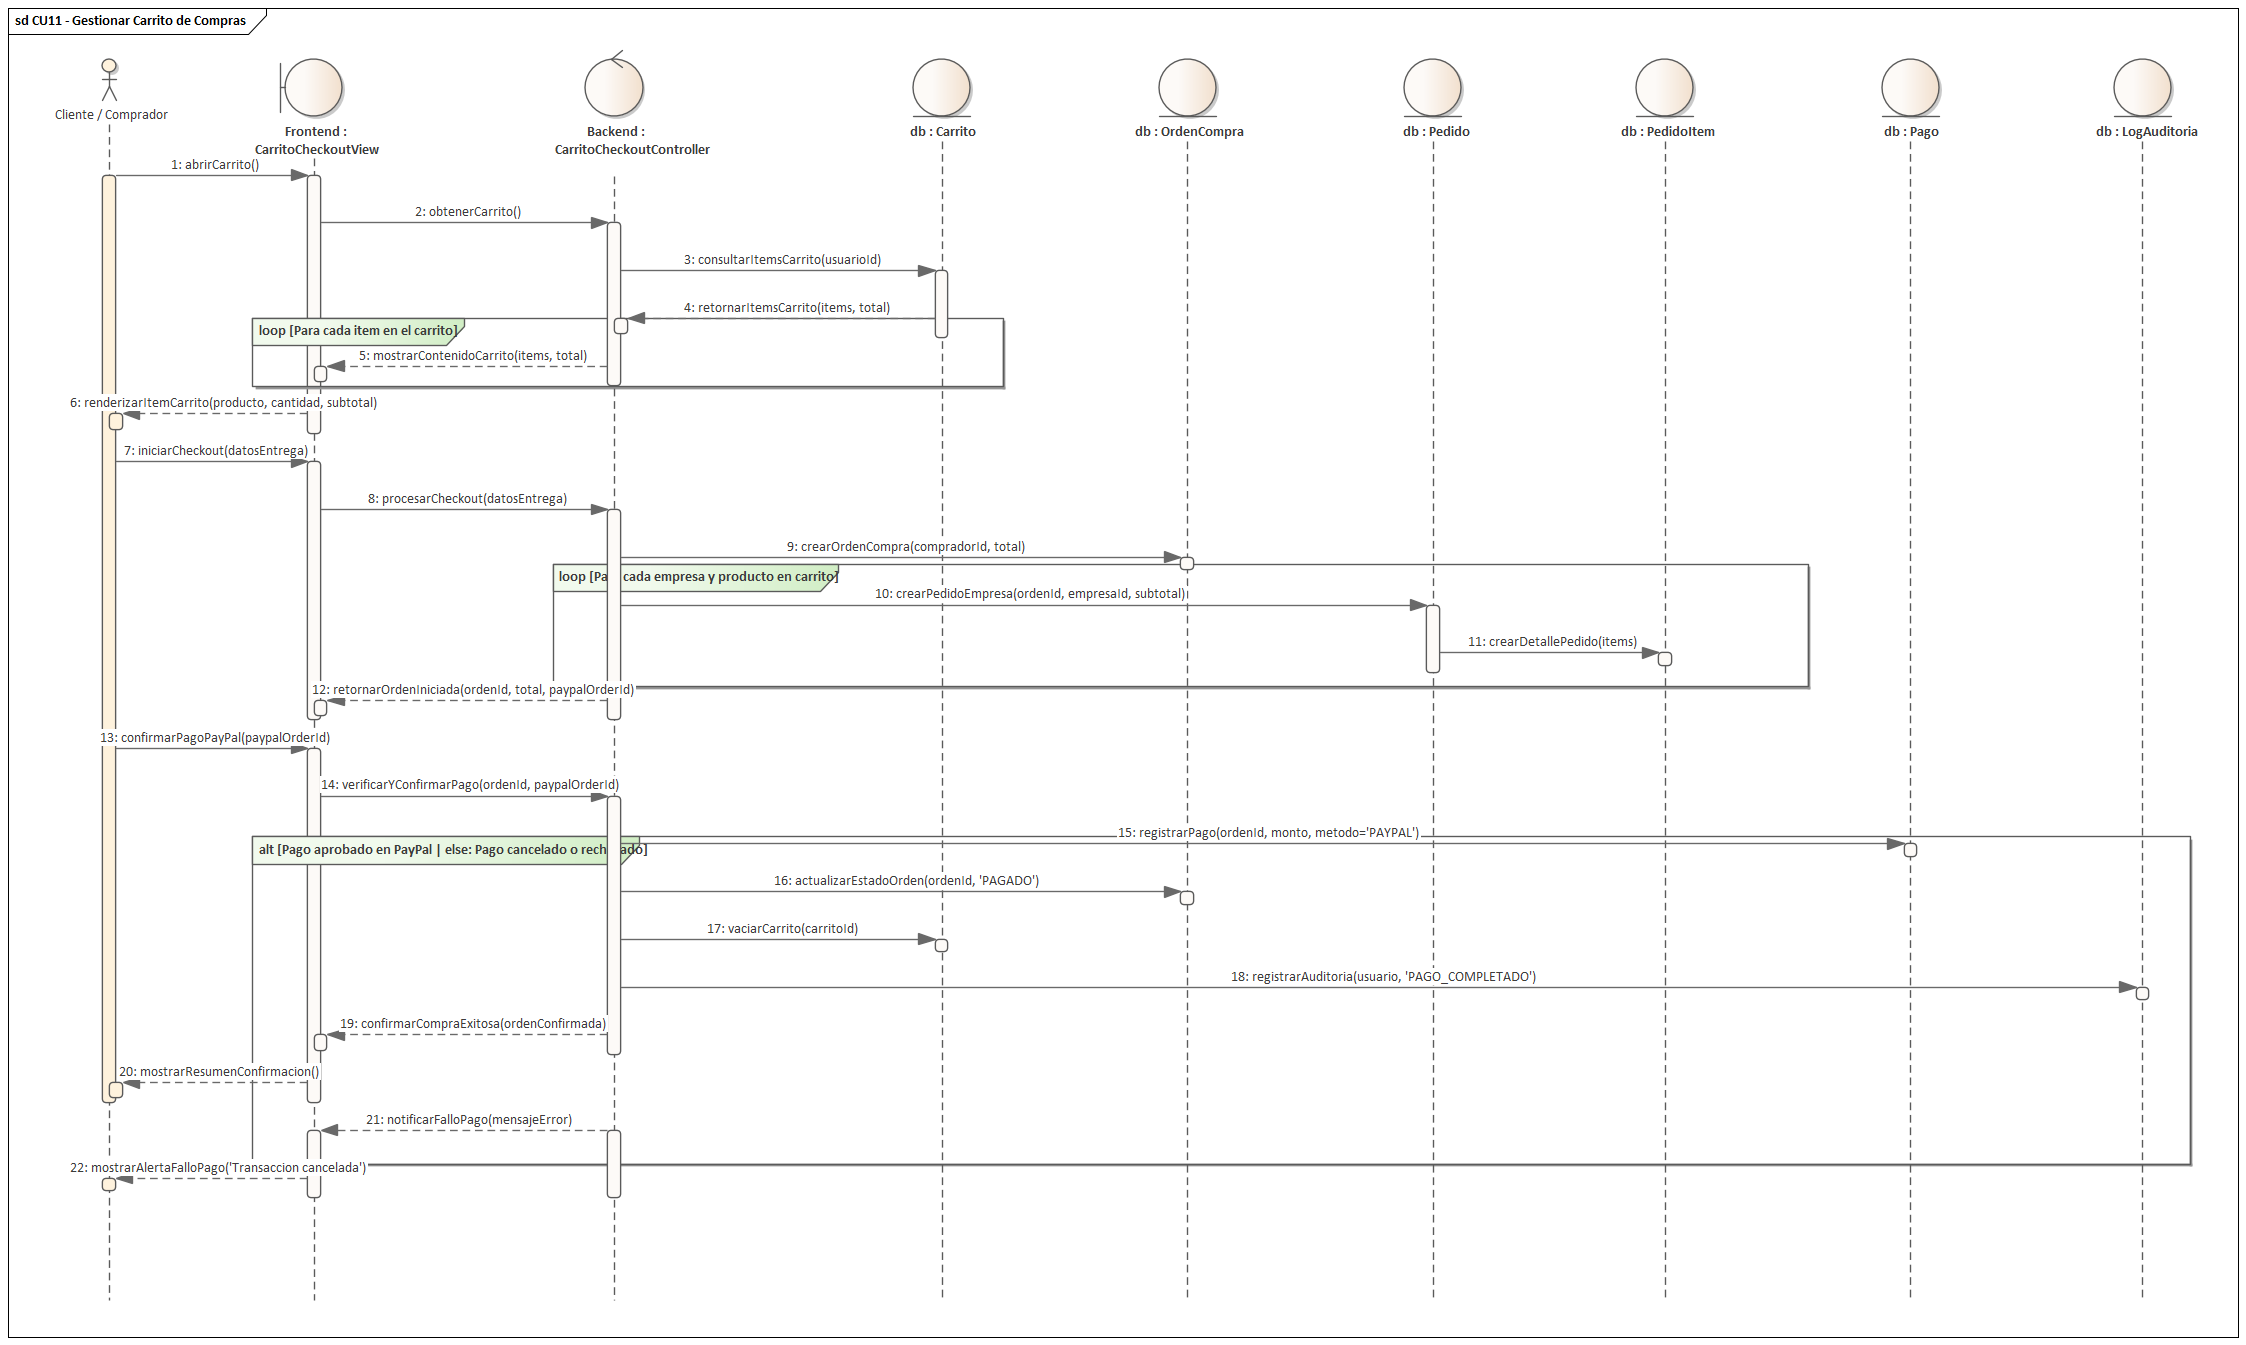 sd CU11 - Gestionar Carrito de Compras
Cliente / Comprador
Frontend :
CarritoCheckoutView
Backend :
CarritoCheckoutController
db : Carrito
db : OrdenCompra
db : Pedido
db : PedidoItem
db : Pago
db : LogAuditoria
1: abrirCarrito()
2: obtenerCarrito()
3: consultarItemsCarrito(usuarioId)
4: retornarItemsCarrito(items, total)
loop [Para cada item en el carrito]
5: mostrarContenidoCarrito(items, total)
6: renderizarItemCarrito(producto, cantidad, subtotal)
7: iniciarCheckout(datosEntrega)
8: procesarCheckout(datosEntrega)
9: crearOrdenCompra(compradorId, total)
loop [Pa cada empresa y producto en carrito]
10: crearPedidoEmpresa(ordenId, empresaId, subtotal)
11: crearDetallePedido(items)
12: retornarOrdenIniciada(ordenId, total, paypalOrderId)
13: confirmarPagoPayPal(paypalOrderId)
14: verificarYConfirmarPago(ordenId, paypalOrderId)
15: registrarPago(ordenId, monto, metodo='PAYPAL')
alt [Pago aprobado en PayPal | else: Pago cancelado o rech ado]
16: actualizarEstadoOrden(ordenId, 'PAGADO')
17: vaciarCarrito(carritoId)
18: registrarAuditoria(usuario, 'PAGO_COMPLETADO')
19: confirmarCompraExitosa(ordenConfirmada)
20: mostrarResumenConfirmacion()
21: notificarFalloPago(mensajeError)
22: mostrarAlertaFalloPago('Transaccion cancelada')